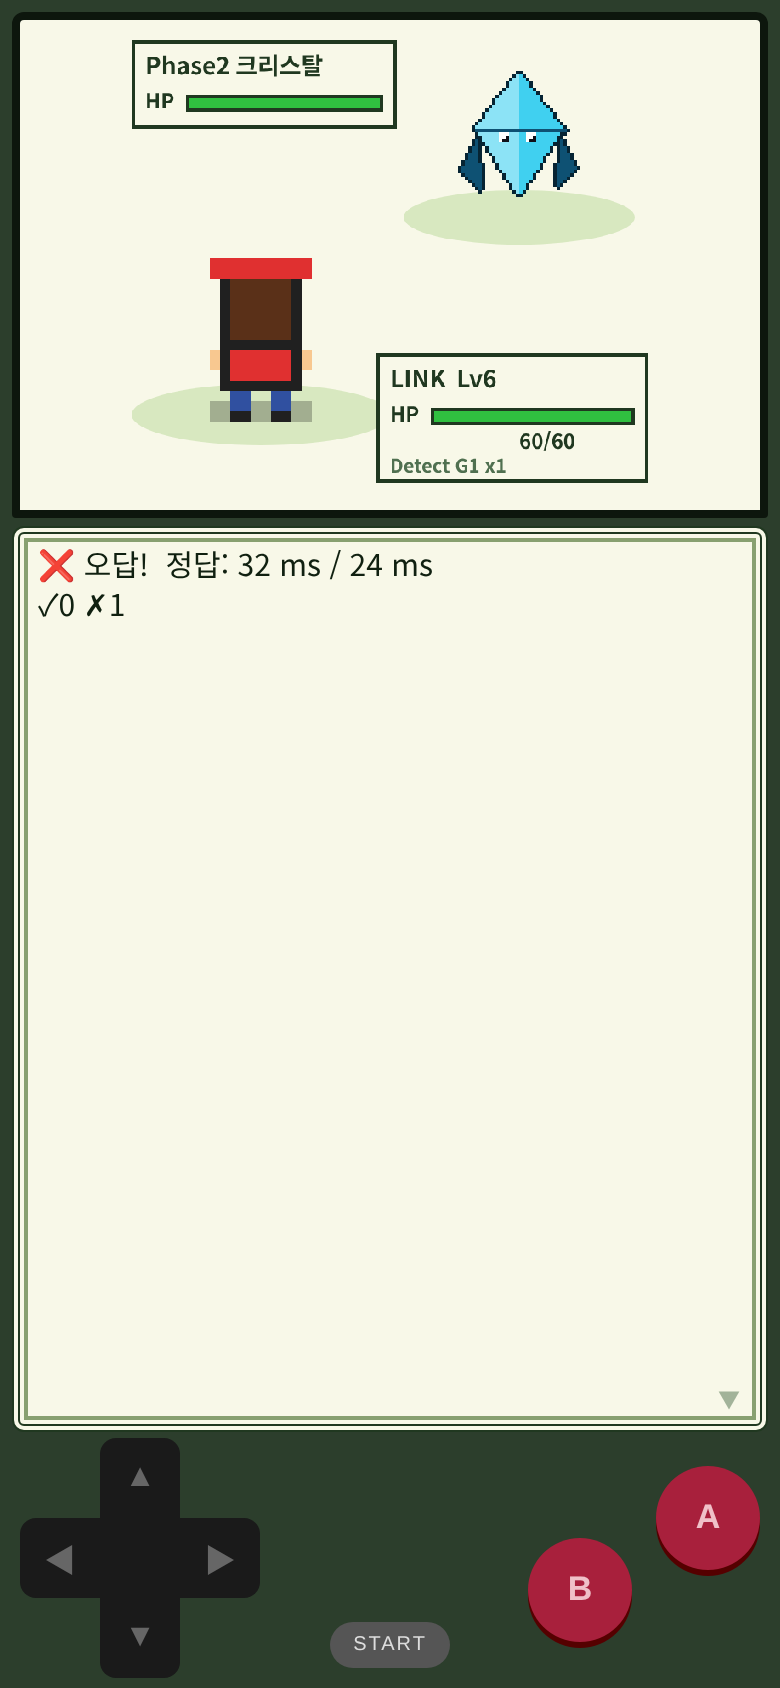 Phase2 크리스탈
HP
LINK Lv6
HP
60/60
Detect G1 x1
❌ 오답! 정답: 32 ms / 24 ms
✓0 ✗1
▼
▲
◀ ▶
▼
A
B
START